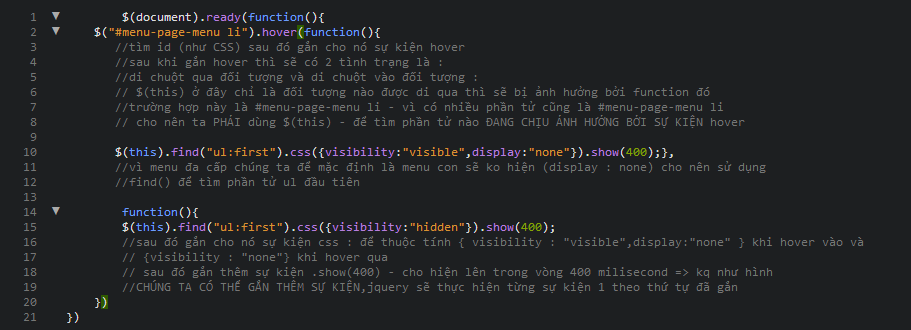 1 $(document).ready(function(){
2 $("#menu-page-menu li").hover(function(){
3 //tìm id (như CSS) sau đó gắn cho nó sự kiện hover
4 //sau khi gắn hover thì sẽ có 2 tình trạng là :
5 //di chuột qua đối tượng và di chuột vào đối tượng :
6 // $(this) ở đây chỉ là đối tượng nào được di qua thì sẽ bị ảnh hưởng bởi function đó
7 //trường hợp này là #menu-page-menu li - vì có nhiều phần tử cũng là #menu-page-menu li
8 // cho nên ta PHẢI dùng $(this) - để tìm phần tử nào ĐANG CHỊU ẢNH HƯỞNG BỞI SỰ KIỆN hover
9
10 $(this).find("ul:first").css({visibility:"visible",display:"none"}).show(400);},
11 //vì menu đa cấp chúng ta để mặc định là menu con sẽ ko hiện (display : none) cho nên sử dụng
12 //find() để tìm phần tử ul đầu tiên
13
14 function(){
15 $(this).find("ul:first").css({visibility:"hidden"}).show(400);
16 //sau đó gắn cho nó sự kiện css : để thuộc tính { visibility : "visible",display:"none" } khi hover vào và
17 // {visibility : "none"} khi hover qua
18 // sau đó gắn thêm sự kiện .show(400) - cho hiện lên trong vòng 400 milisecond => kq như hình
19 //CHÚNG TA CÓ THỂ GẮN THÊM SỰ KIỆN,jquery sẽ thực hiện từng sự kiện 1 theo thứ tự đã gắn
20 })
21 })